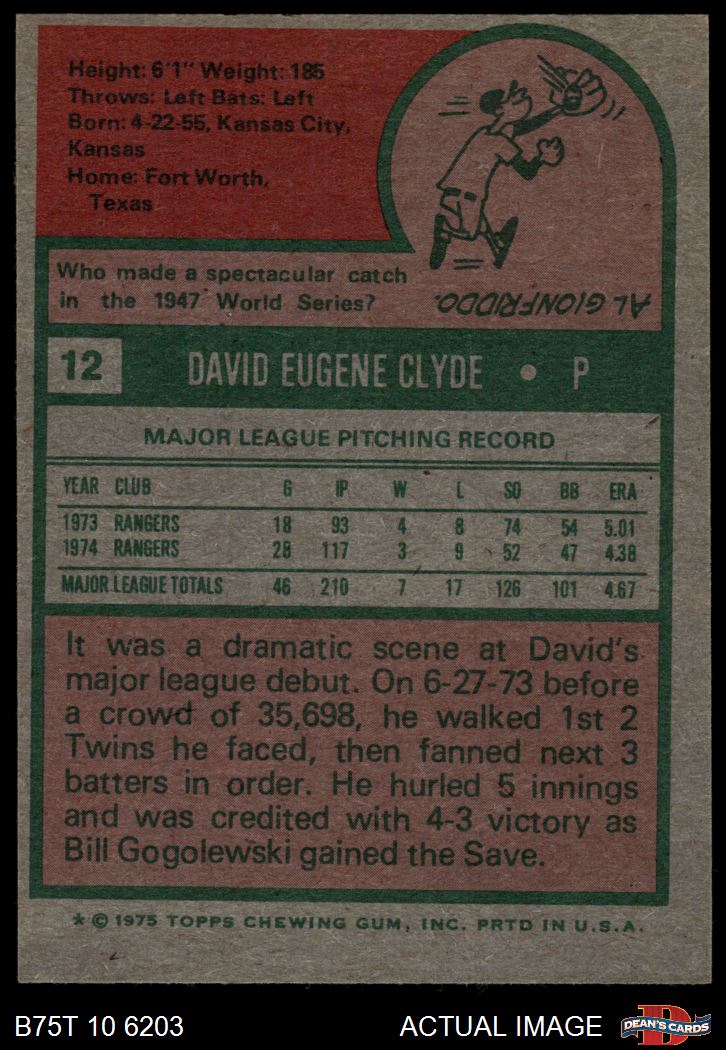 Height: 6'1" Weight: 185
Throws: Left Bats: Left
Born: 4-22-55, Kansas City,
Kansas
Home: Fort Worth,
Texas
Who made a spectacular catch
in the 1947 World Series?
AL GIONFRIDDO.
12 DAVID EUGENE CLYDE • P
MAJOR LEAGUE PITCHING RECORD
YEAR CLUB G IP W L SO BB ERA
1973 RANGERS 18 93 4 8 74 54 5.01
1974 RANGERS 28 117 3 9 52 47 4.38
MAJOR LEAGUE TOTALS 46 210 7 17 126 101 4.67
It was a dramatic scene at David's
major league debut. On 6-27-73 before
a crowd of 35,698, he walked 1st 2
Twins he faced, then fanned next 3
batters in order. He hurled 5 innings
and was credited with 4-3 victory as
Bill Gogolewski gained the Save.
* © 1975 TOPPS CHEWING GUM, INC. PRTD IN U.S.A.
B75T 10 6203 ACTUAL IMAGE
D
DEAN'S CARDS